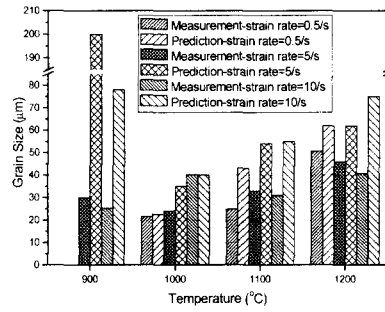 Grain Size (μm)
210
200
190
80
70
60
50
40
30
20
10
0
Measurement-strain rate=0.5/s
Prediction-strain rate=0.5/s
Measurement-strain rate=5/s
Prediction-strain rate=5/s
Measurement-strain rate=10/s
Prediction-strain rate=10/s
900 1000 1100 1200
Temperature (°C)